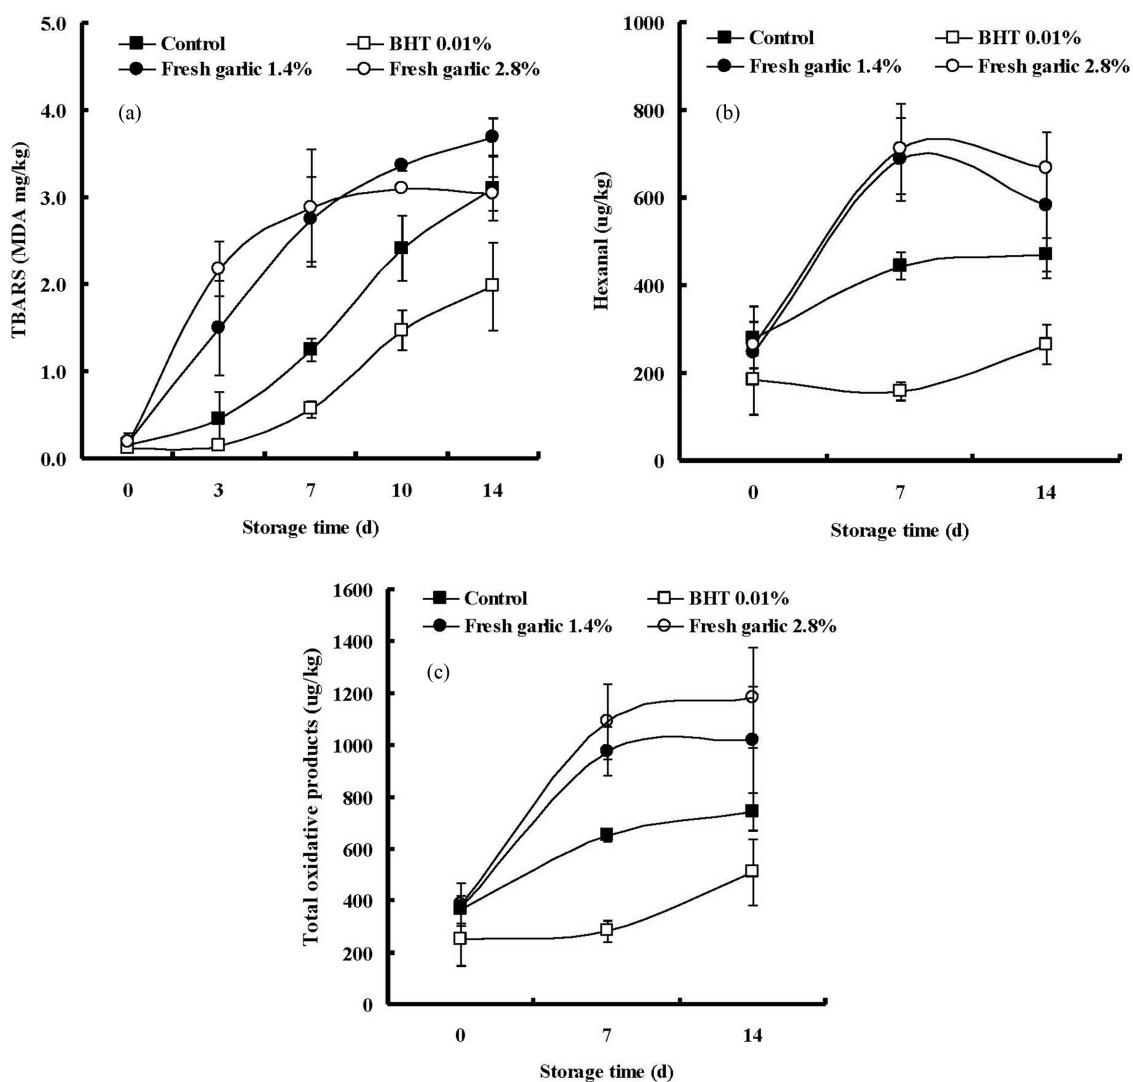 5.0
Control
BHT 0.01%
Fresh garlic 1.4%
Fresh garlic 2.8%
4.0
(a)
3.0
2.0
1.0
0.0
TBARS (MDA mg/kg)
0 3 7 10 14
Storage time (d)
1000
Control
BHT 0.01%
Fresh garlic 1.4%
Fresh garlic 2.8%
800
(b)
600
400
200
0
Hexanal (ug/kg)
0 7 14
Storage time (d)
1600
Control
BHT 0.01%
Fresh garlic 1.4%
Fresh garlic 2.8%
1400
(c)
1200
1000
800
600
400
200
0
Total oxidative products (ug/kg)
0 7 14
Storage time (d)